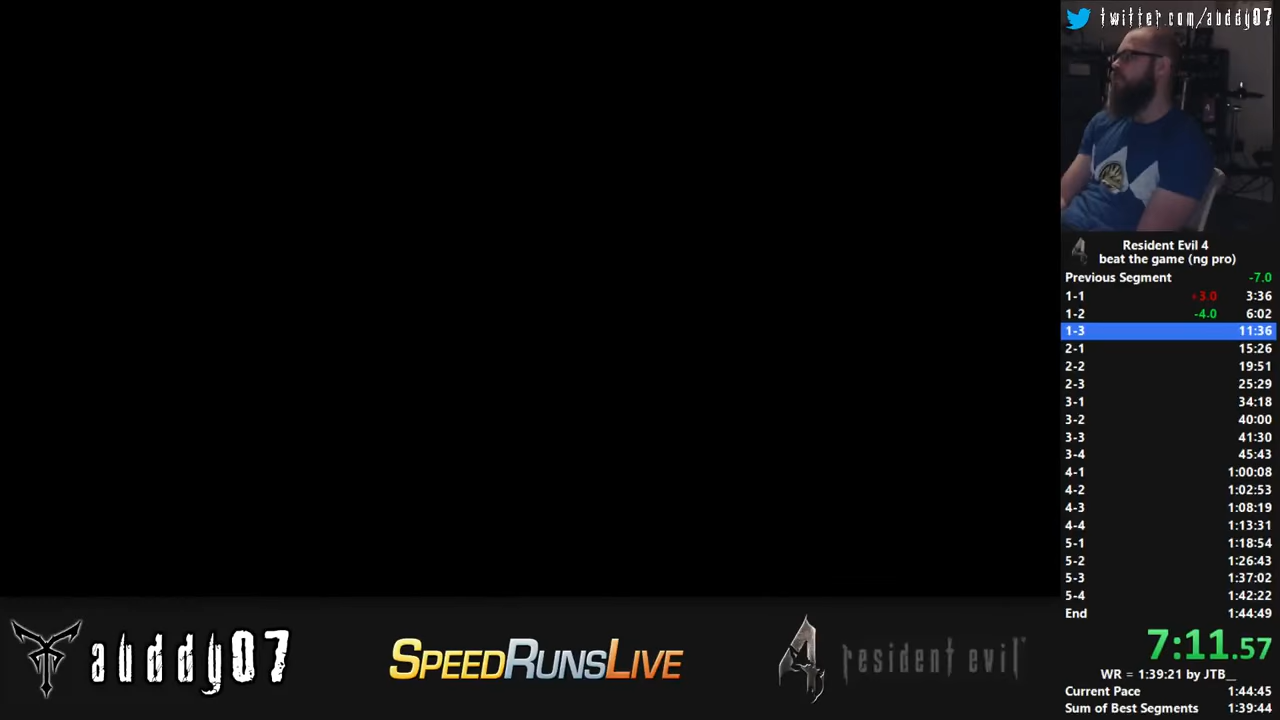 twitter.com/abddy07
Resident Evil 4
beat the game (ng pro)
Previous Segment -7.0
1-1 +3.0 3:36
1-2 -4.0 6:02
1-3 11:36
2-1 15:26
2-2 19:51
2-3 25:29
3-1 34:18
3-2 40:00
3-3 41:30
3-4 45:43
4-1 1:00:08
4-2 1:02:53
4-3 1:08:19
4-4 1:13:31
5-1 1:18:54
5-2 1:26:43
5-3 1:37:02
5-4 1:42:22
End 1:44:49
7:11.57
WR = 1:39:21 by JTB__
Current Pace 1:44:45
Sum of Best Segments 1:39:44
abddy07
SPEEDRUNSLIVE
4 resident evil